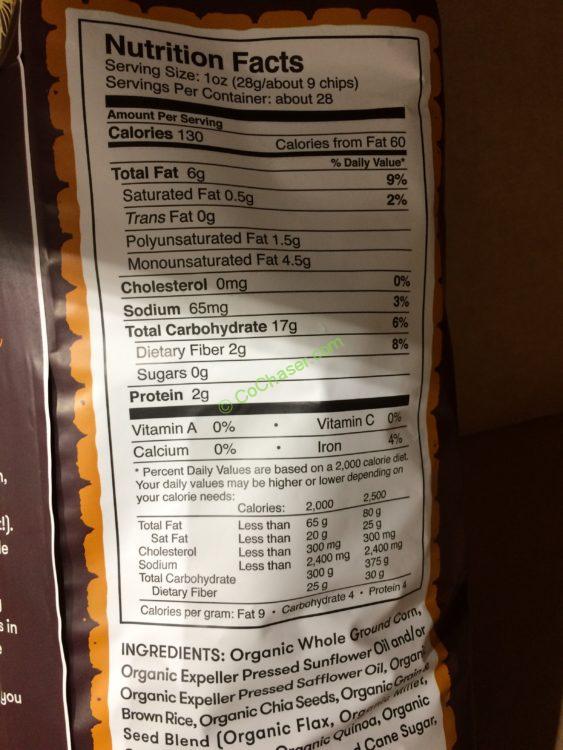 Nutrition Facts
Serving Size: 1oz (28g/about 9 chips)
Servings Per Container: about 28
Amount Per Serving
Calories 130 Calories from Fat 60
% Daily Value*
Total Fat 6g 9%
Saturated Fat 0.5g 2%
Trans Fat 0g
Polyunsaturated Fat 1.5g
Monounsaturated Fat 4.5g
Cholesterol 0mg 0%
Sodium 65mg 3%
Total Carbohydrate 17g 6%
Dietary Fiber 2g 8%
Sugars 0g
Protein 2g
© CoChaser.com
Vitamin A 0% • Vitamin C 0%
Calcium 0% • Iron 4%
* Percent Daily Values are based on a 2,000 calorie diet.
Your daily values may be higher or lower depending on
your calorie needs:
Calories: 2,000 2,500
Total Fat Less than 65 g 80 g
Sat Fat Less than 20 g 25 g
Cholesterol Less than 300 mg 300 mg
Sodium Less than 2,400 mg 2,400 mg
Total Carbohydrate 300 g 375 g
Dietary Fiber 25 g 30 g
Calories per gram: Fat 9 • Carbohydrate 4 • Protein 4
INGREDIENTS: Organic Whole Ground Corn,
Organic Expeller Pressed Sunflower Oil and/or
Organic Expeller Pressed Safflower Oil, Organic
Brown Rice, Organic Chia Seeds, Organic Grain &
Seed Blend (Organic Flax, Organic Millet,
Organic Quinoa, Organic
Cane Sugar,
s in
you